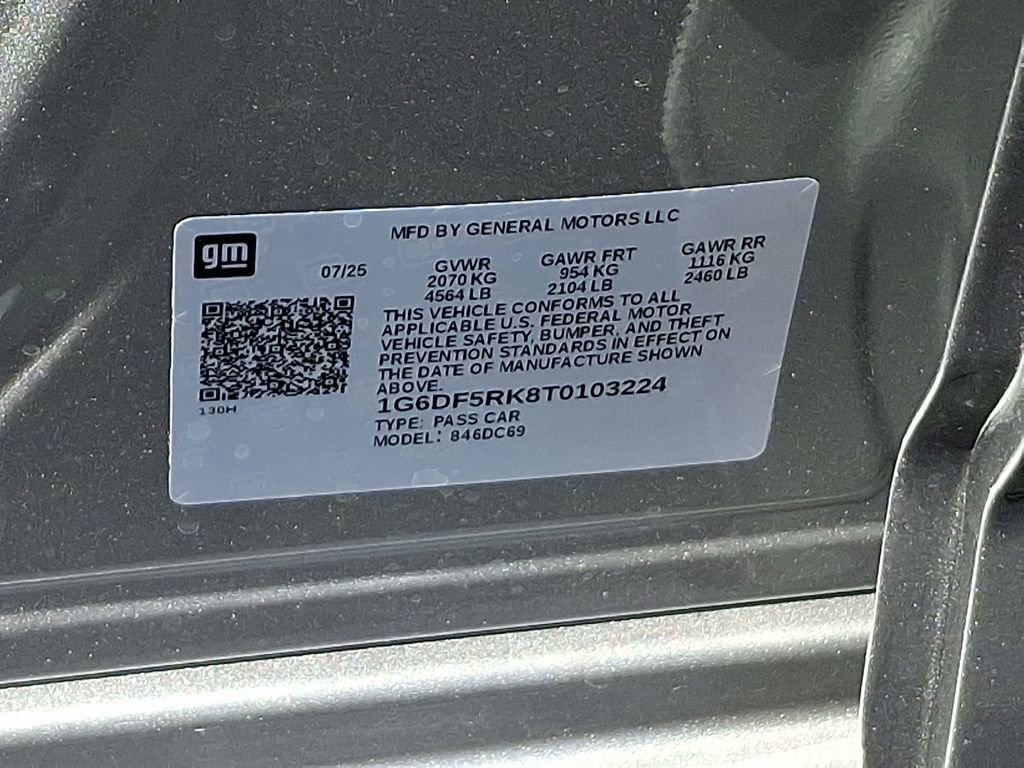 gm
MFD BY GENERAL MOTORS LLC
07/25
GVWR
2070 KG
4564 LB
GAWR FRT
954 KG
2104 LB
GAWR RR
1116 KG
2460 LB
THIS VEHICLE CONFORMS TO ALL
APPLICABLE U.S. FEDERAL MOTOR
VEHICLE SAFETY, BUMPER, AND THEFT
PREVENTION STANDARDS IN EFFECT ON
THE DATE OF MANUFACTURE SHOWN
ABOVE.
1G6DF5RK8T0103224
TYPE: PASS CAR
MODEL: 846DC69
130H